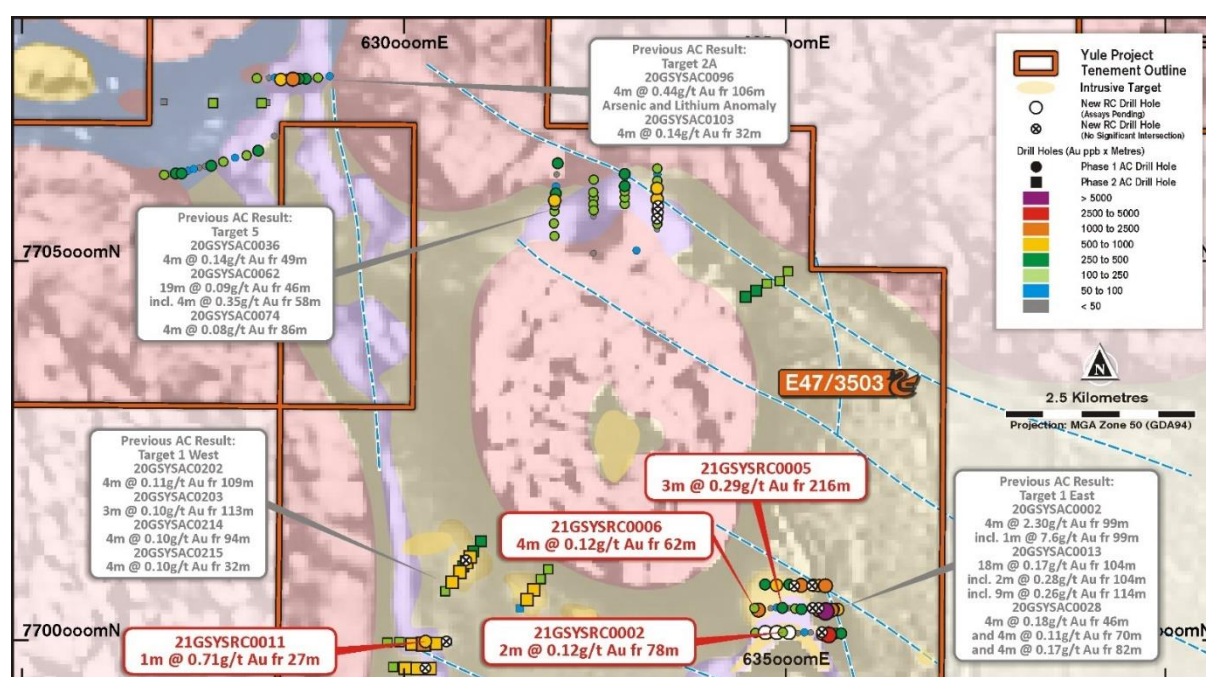 630000mE
000mE
Previous AC Result:
Target 2A
20GSYSAC0096
4m @ 0.44g/t Au fr 106m
Arsenic and Lithium Anomaly
20GSYSAC0103
4m @ 0.14g/t Au fr 32m
Yule Project
Tenement Outline
Intrusive Target
New RC Drill Hole
(Assays Pending)
New RC Drill Hole
(No Significant Intersection)
Drill Holes (Au ppb x Metres)
Phase 1 AC Drill Hole
Phase 2 AC Drill Hole
> 5000
2500 to 5000
1000 to 2500
500 to 1000
250 to 500
100 to 250
50 to 100
< 50
7705000mN
Previous AC Result:
Target 5
20GSYSAC0036
4m @ 0.14g/t Au fr 49m
20GSYSAC0062
19m @ 0.09g/t Au fr 46m
incl. 4m @ 0.35g/t Au fr 58m
20GSYSAC0074
4m @ 0.08g/t Au fr 86m
N
E47/3503
2.5 Kilometres
Projection: MGA Zone 50 (GDA94)
Previous AC Result:
Target 1 West
20GSYSAC0202
4m @ 0.11g/t Au fr 109m
20GSYSAC0203
3m @ 0.10g/t Au fr 113m
20GSYSAC0214
4m @ 0.10g/t Au fr 94m
20GSYSAC0215
4m @ 0.10g/t Au fr 32m
21GSYSRC0005
3m @ 0.29g/t Au fr 216m
21GSYSRC0006
4m @ 0.12g/t Au fr 62m
Previous AC Result:
Target 1 East
20GSYSAC0002
4m @ 2.30g/t Au fr 99m
incl. 1m @ 7.6g/t Au fr 99m
20GSYSAC0013
18m @ 0.17g/t Au fr 104m
incl. 2m @ 0.28g/t Au fr 104m
incl. 9m @ 0.26g/t Au fr 114m
20GSYSAC0028
4m @ 0.18g/t Au fr 46m
and 4m @ 0.11g/t Au fr 70m
and 4m @ 0.17g/t Au fr 82m
7700000mN
000mN
21GSYSRC0011
1m @ 0.71g/t Au fr 27m
21GSYSRC0002
2m @ 0.12g/t Au fr 78m
635000mE